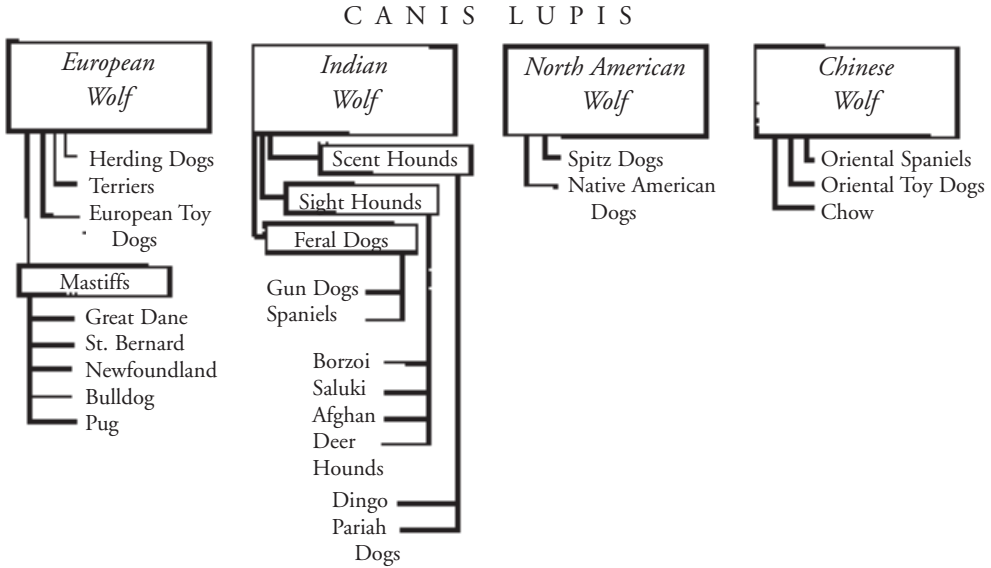 CANIS LUPIS
European
Wolf
Herding Dogs
Terriers
European Toy
Dogs
Mastiffs
Great Dane
St. Bernard
Newfoundland
Bulldog
Pug
Indian
Wolf
Scent Hounds
Sight Hounds
Feral Dogs
Gun Dogs
Spaniels
Borzoi
Saluki
Afghan
Deer
Hounds
Dingo
Pariah
Dogs
North American
Wolf
Spitz Dogs
Native American
Dogs
Chinese
Wolf
Oriental Spaniels
Oriental Toy Dogs
Chow